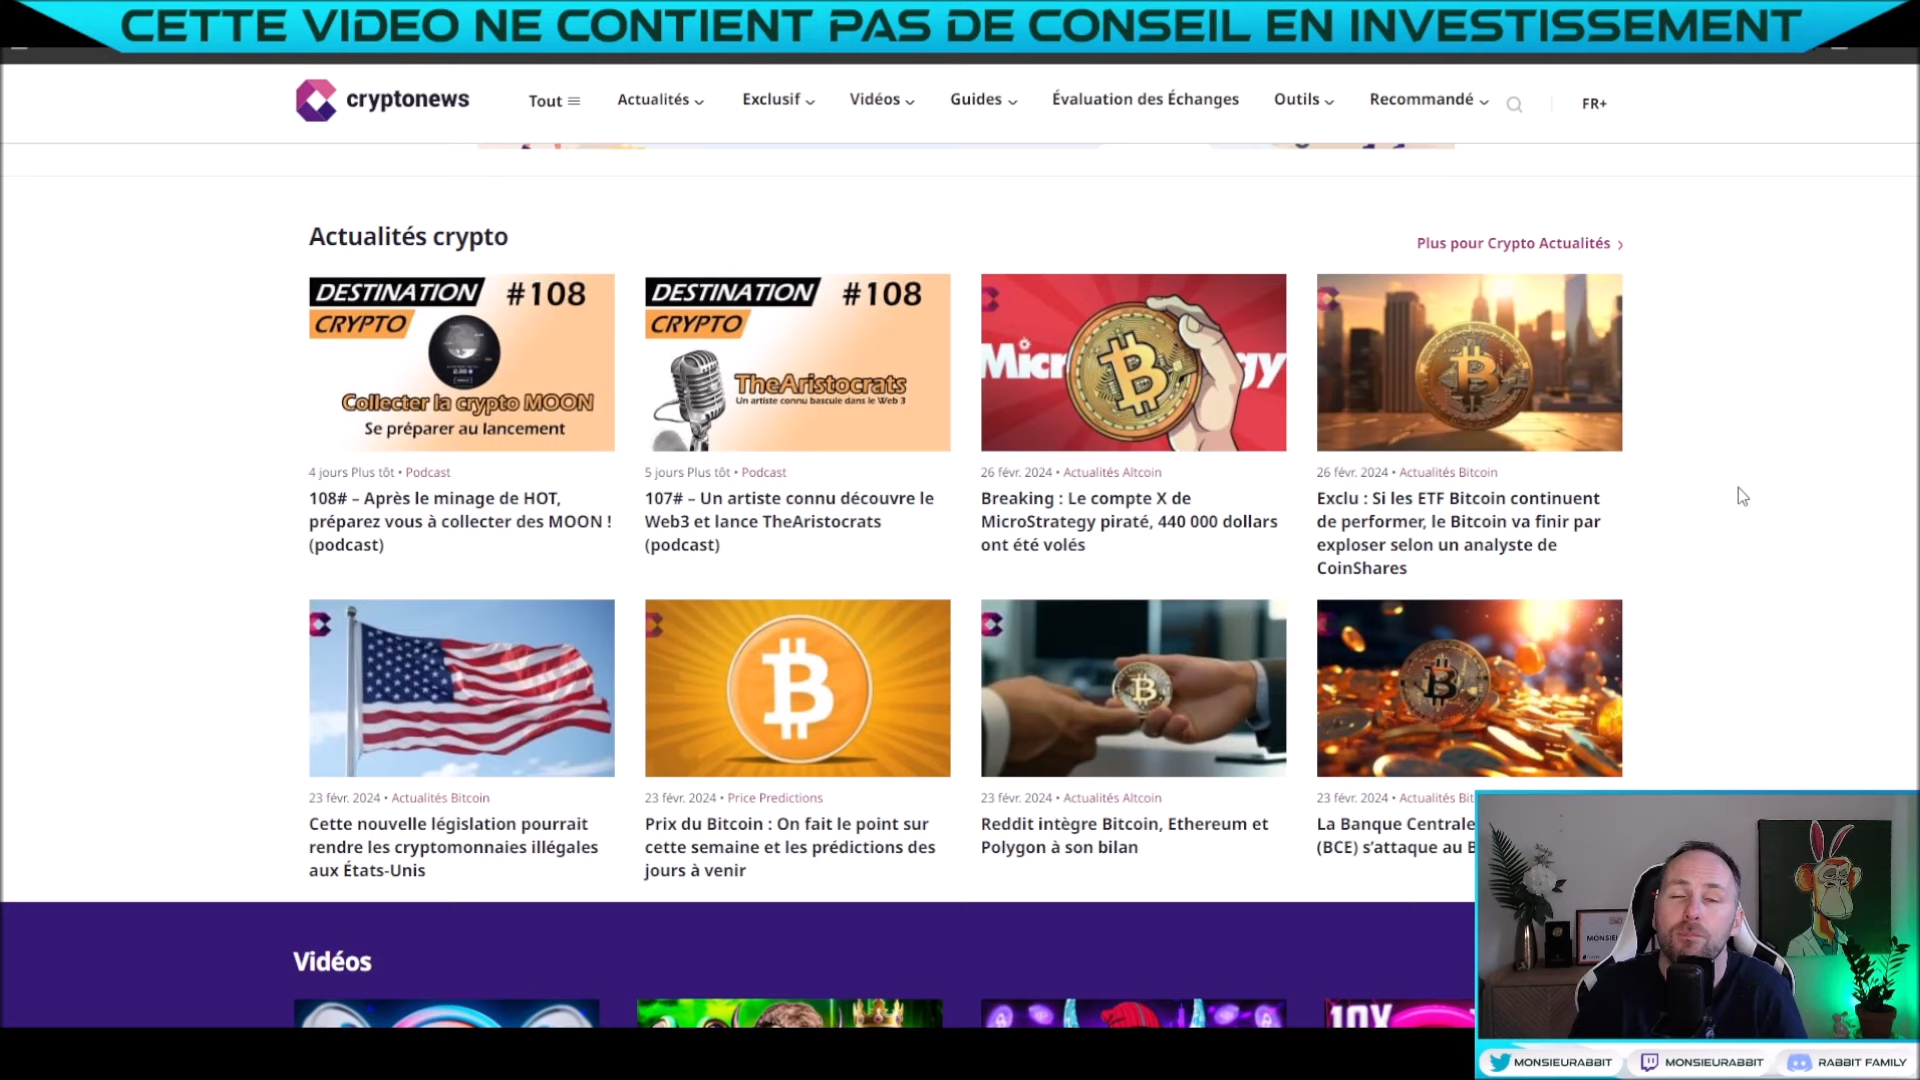 CETTE VIDEO NE CONTIENT PAS DE CONSEIL EN INVESTISSEMENT
cryptonews
Tout
Actualités
Exclusif
Vidéos
Guides
Évaluation des Échanges
Outils
Recommandé
FR+
Actualités crypto
Plus pour Crypto Actualités
DESTINATION #108
CRYPTO
Collecter la crypto MOON
Se préparer au lancement
4 jours Plus tôt • Podcast
108# – Après le minage de HOT,
préparez vous à collecter des MOON !
(podcast)
DESTINATION #108
CRYPTO
TheAristocrats
Un artiste connu bascule dans le Web 3
5 jours Plus tôt • Podcast
107# – Un artiste connu découvre le
Web3 et lance TheAristocrats
(podcast)
26 févr. 2024 • Actualités Altcoin
Breaking : Le compte X de
MicroStrategy piraté, 440 000 dollars
ont été volés
26 févr. 2024 • Actualités Bitcoin
Exclu : Si les ETF Bitcoin continuent
de performer, le Bitcoin va finir par
exploser selon un analyste de
CoinShares
23 févr. 2024 • Actualités Bitcoin
Cette nouvelle législation pourrait
rendre les cryptomonnaies illégales
aux États-Unis
23 févr. 2024 • Price Predictions
Prix du Bitcoin : On fait le point sur
cette semaine et les prédictions des
jours à venir
23 févr. 2024 • Actualités Altcoin
Reddit intègre Bitcoin, Ethereum et
Polygon à son bilan
23 févr. 2024 • Actualités Bit
La Banque Centrale
(BCE) s'attaque au B
Vidéos
10X
MONSIEURABBIT
MONSIEURABBIT
RABBIT FAMILY